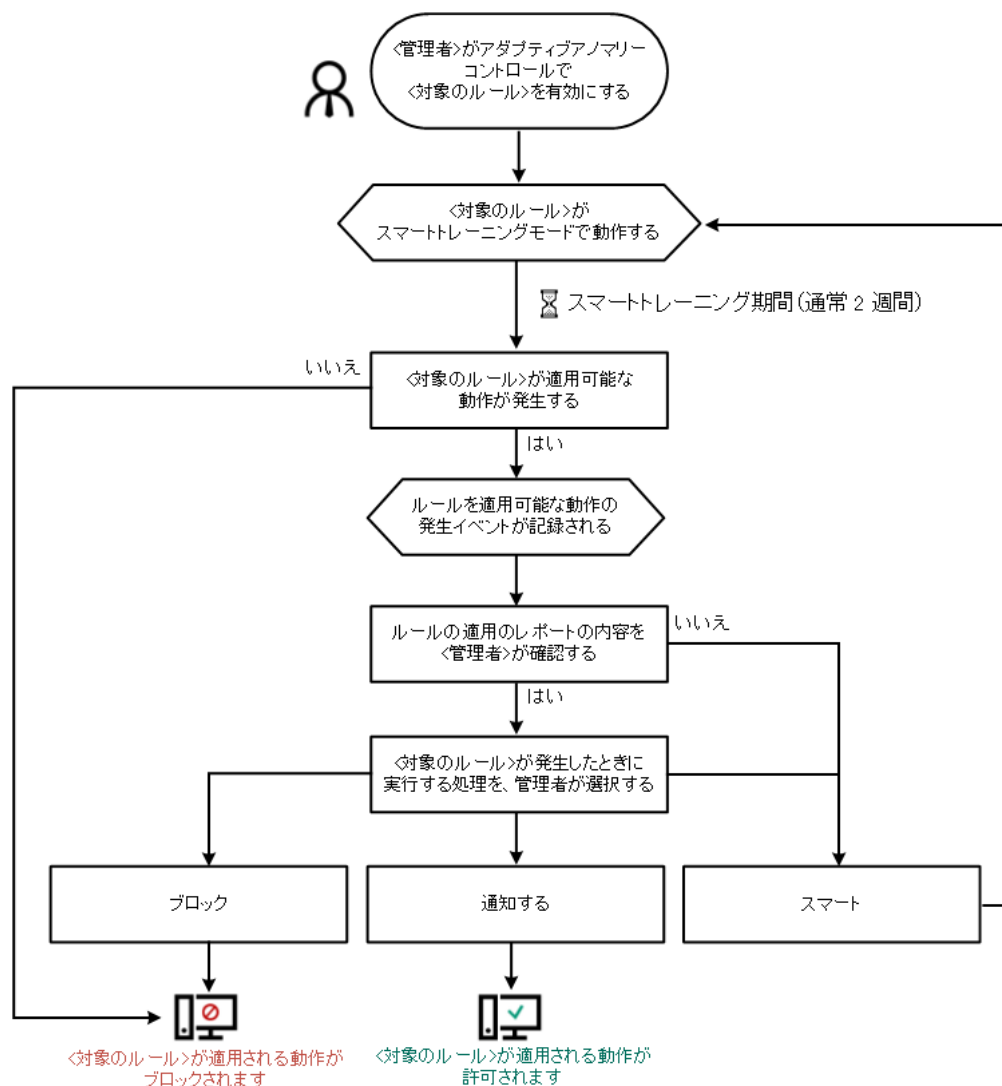 <管理者>がアダプティブアノマリー
コントロールで
<対象のルール>を有効にする
<対象のルール>が
スマートトレーニングモードで動作する
スマートトレーニング期間(通常 2 週間)
いいえ
<対象のルール>が適用可能な
動作が発生する
はい
ルールを適用可能な動作の
発生イベントが記録される
ルールの適用のレポートの内容を
<管理者>が確認する
いいえ
はい
<対象のルール>が発生したときに
実行する処理を、管理者が選択する
ブロック
通知する
スマート
<対象のルール>が適用される動作が
ブロックされます
<対象のルール>が適用される動作が
許可されます